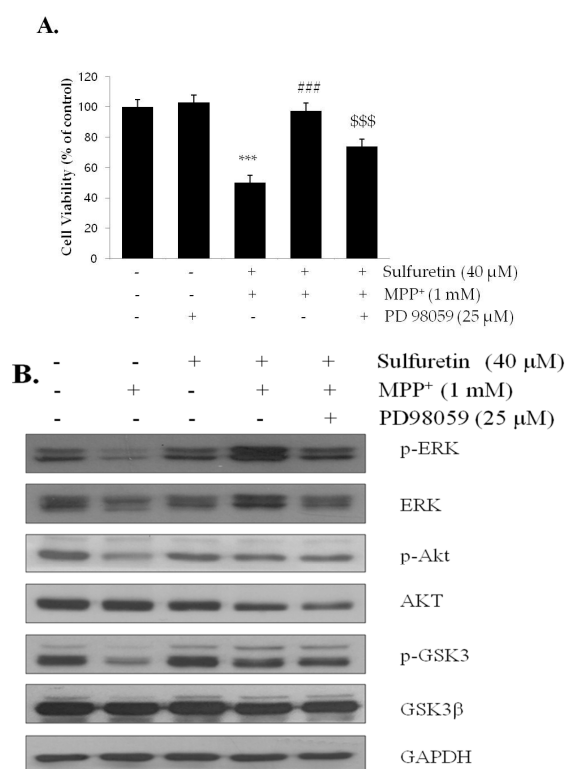 A.
120
100
80
60
40
20
0
Cell Viability (% of control)
***
###
$$$
- - + + + Sulfuretin (40 μM)
- - + + + MPP⁺ (1 mM)
- + - - + PD 98059 (25 μM)
B.
- - + + + Sulfuretin (40 μM)
- + - + + MPP⁺ (1 mM)
- - - - + PD98059 (25 μM)
p-ERK
ERK
p-Akt
AKT
p-GSK3
GSK3β
GAPDH